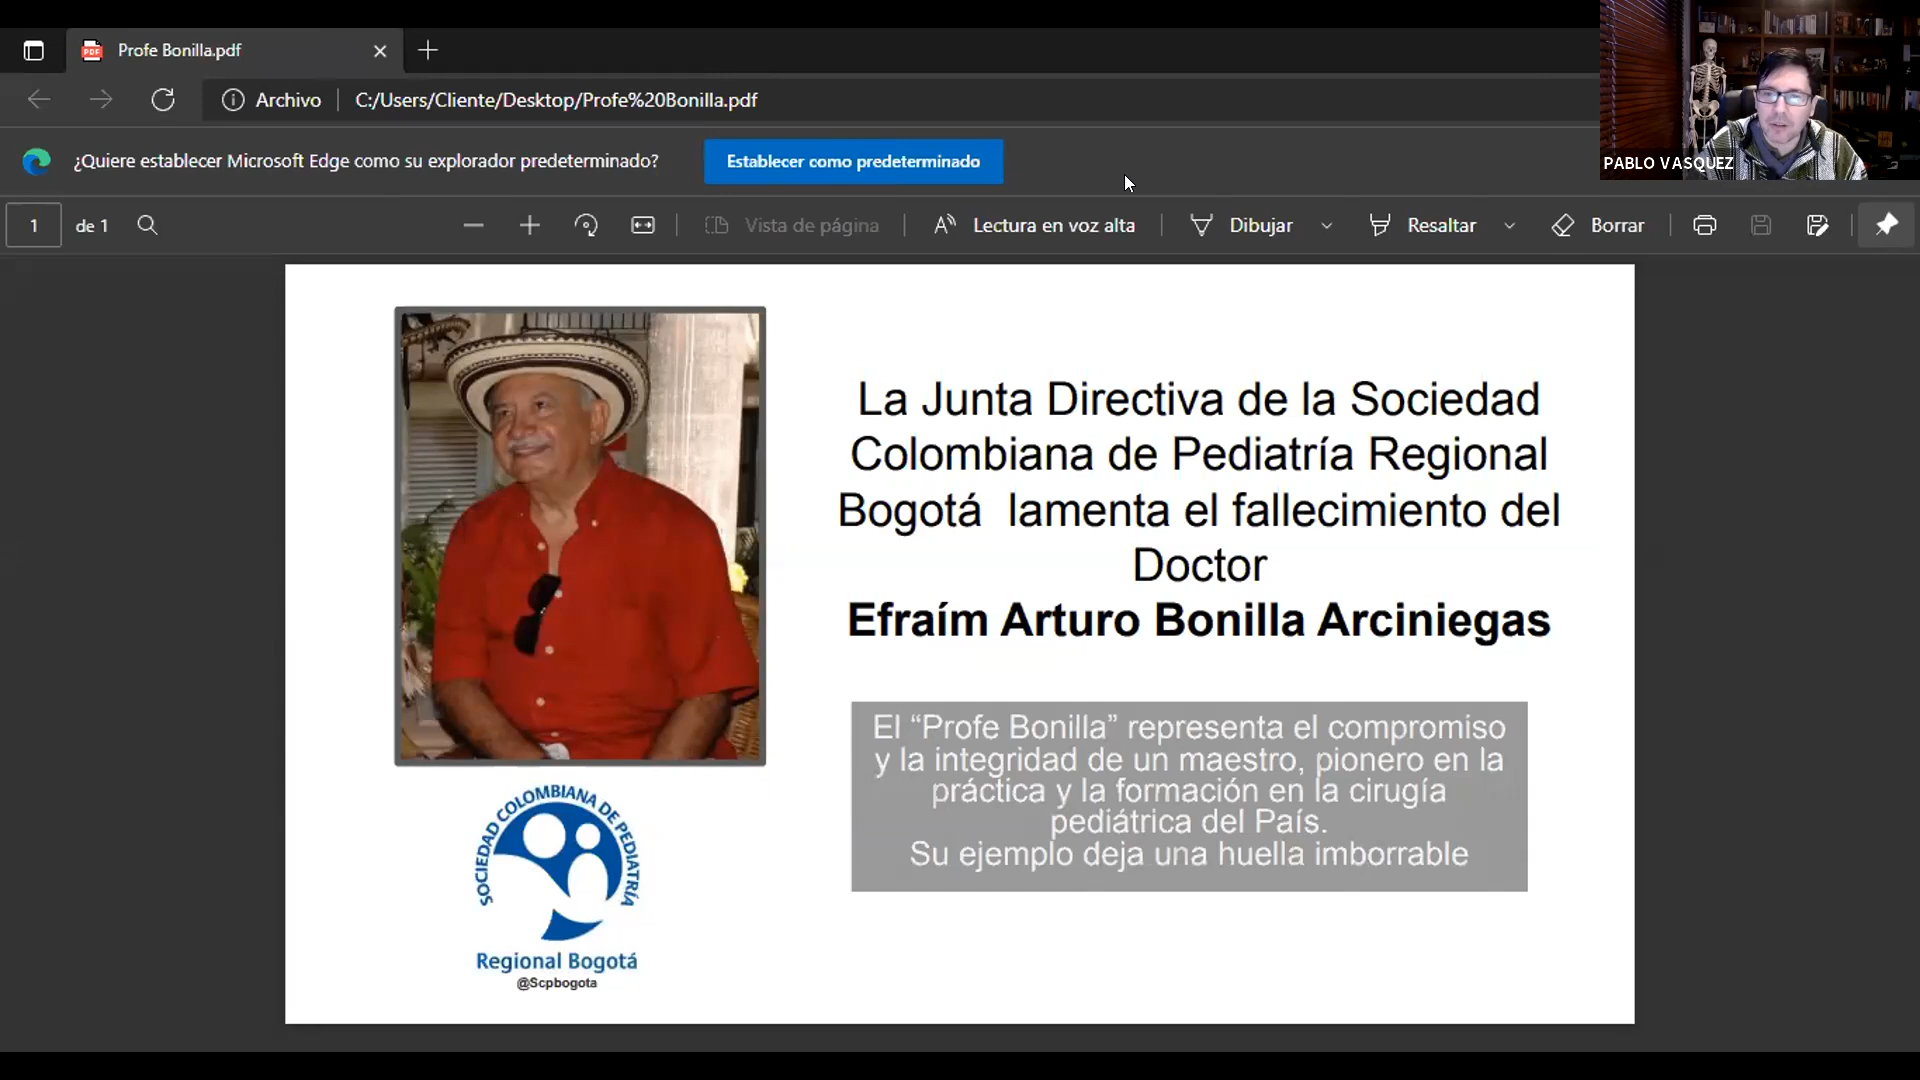 Profe Bonilla.pdf
Archivo
C:/Users/Cliente/Desktop/Profe%20Bonilla.pdf
¿Quiere establecer Microsoft Edge como su explorador predeterminado?
Establecer como predeterminado
PABLO VASQUEZ
1 de 1
Vista de página
Lectura en voz alta
Dibujar
Resaltar
Borrar
La Junta Directiva de la Sociedad
Colombiana de Pediatría Regional
Bogotá lamenta el fallecimiento del
Doctor
Efraím Arturo Bonilla Arciniegas
El “Profe Bonilla” representa el compromiso
y la integridad de un maestro, pionero en la
práctica y la formación en la cirugía
pediátrica del País.
Su ejemplo deja una huella imborrable
SOCIEDAD COLOMBIANA DE PEDIATRÍA
Regional Bogotá
@Scpbogota